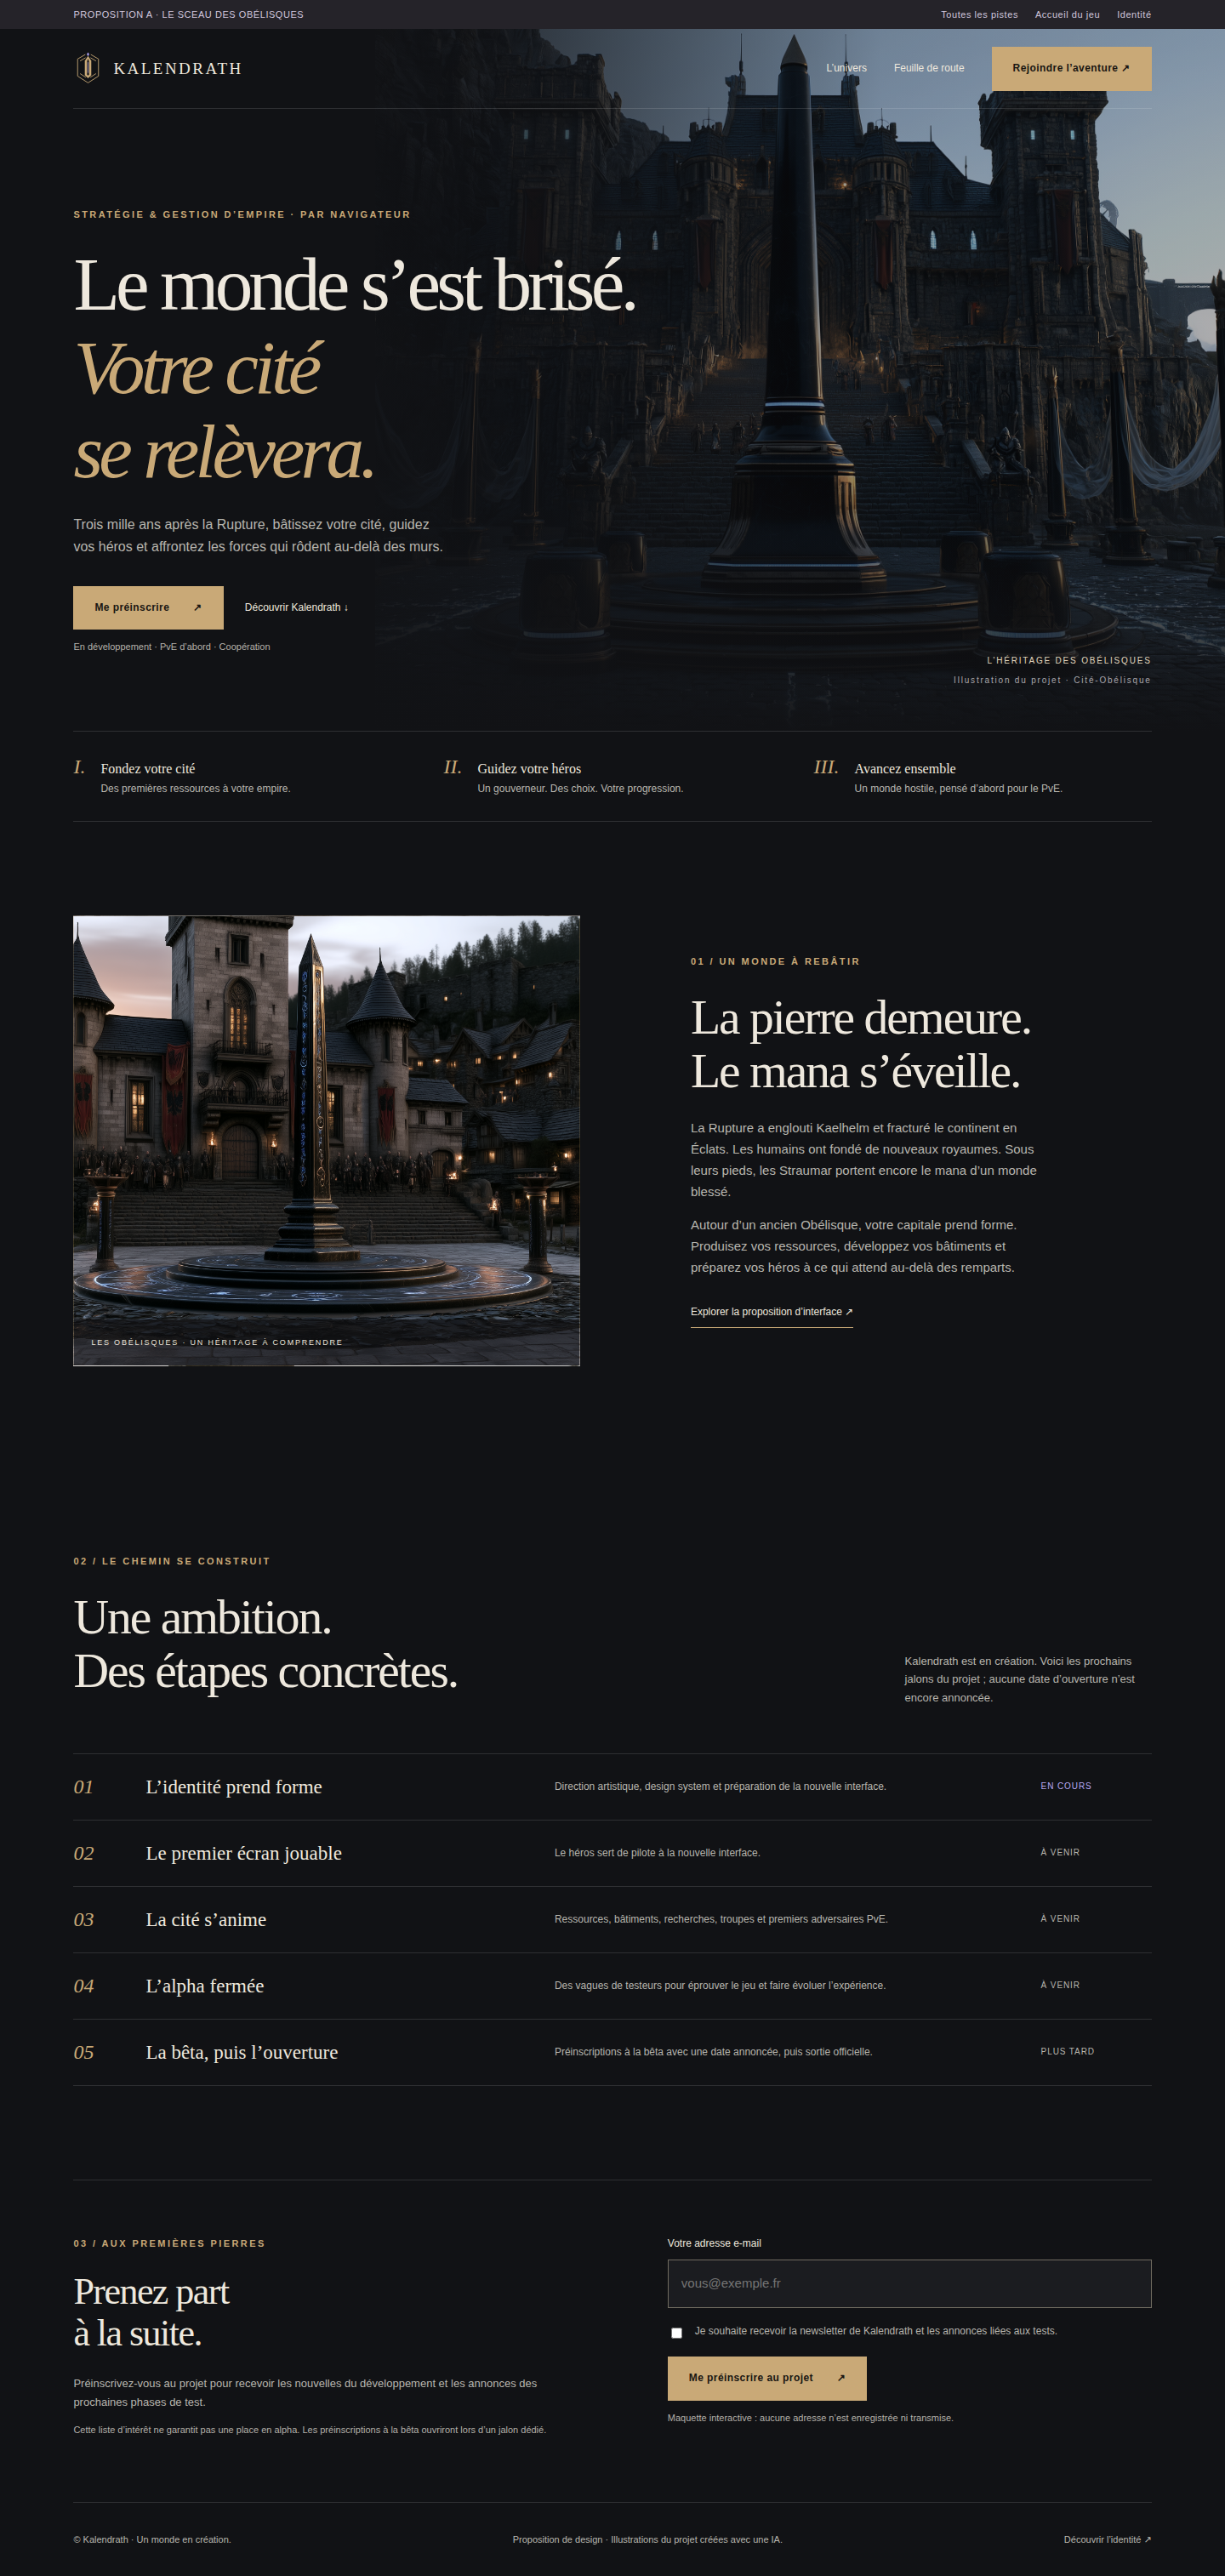 PROPOSITION A · LE SCEAU DES OBÉLISQUES
Toutes les pistes
Accueil du jeu
Identité
KALENDRATH
L’univers
Feuille de route
Rejoindre l’aventure ↗
STRATÉGIE & GESTION D’EMPIRE · PAR NAVIGATEUR
Le monde s’est brisé.
Votre cité
se relèvera.
Trois mille ans après la Rupture, bâtissez votre cité, guidez
vos héros et affrontez les forces qui rôdent au-delà des murs.
Me préinscrire ↗
Découvrir Kalendrath ↓
En développement · PvE d’abord · Coopération
L’HÉRITAGE DES OBÉLISQUES
Illustration du projet · Cité-Obélisque
I.
Fondez votre cité
Des premières ressources à votre empire.
II.
Guidez votre héros
Un gouverneur. Des choix. Votre progression.
III.
Avancez ensemble
Un monde hostile, pensé d’abord pour le PvE.
LES OBÉLISQUES · UN HÉRITAGE À COMPRENDRE
01 / UN MONDE À REBÂTIR
La pierre demeure.
Le mana s’éveille.
La Rupture a englouti Kaelhelm et fracturé le continent en
Éclats. Les humains ont fondé de nouveaux royaumes. Sous
leurs pieds, les Straumar portent encore le mana d’un monde
blessé.
Autour d’un ancien Obélisque, votre capitale prend forme.
Produisez vos ressources, développez vos bâtiments et
préparez vos héros à ce qui attend au-delà des remparts.
Explorer la proposition d’interface ↗
02 / LE CHEMIN SE CONSTRUIT
Une ambition.
Des étapes concrètes.
Kalendrath est en création. Voici les prochains
jalons du projet ; aucune date d’ouverture n’est
encore annoncée.
01
L’identité prend forme
Direction artistique, design system et préparation de la nouvelle interface.
EN COURS
02
Le premier écran jouable
Le héros sert de pilote à la nouvelle interface.
À VENIR
03
La cité s’anime
Ressources, bâtiments, recherches, troupes et premiers adversaires PvE.
À VENIR
04
L’alpha fermée
Des vagues de testeurs pour éprouver le jeu et faire évoluer l’expérience.
À VENIR
05
La bêta, puis l’ouverture
Préinscriptions à la bêta avec une date annoncée, puis sortie officielle.
PLUS TARD
03 / AUX PREMIÈRES PIERRES
Prenez part
à la suite.
Préinscrivez-vous au projet pour recevoir les nouvelles du développement et les annonces des
prochaines phases de test.
Cette liste d’intérêt ne garantit pas une place en alpha. Les préinscriptions à la bêta ouvriront lors d’un jalon dédié.
Votre adresse e-mail
vous@exemple.fr
Je souhaite recevoir la newsletter de Kalendrath et les annonces liées aux tests.
Me préinscrire au projet ↗
Maquette interactive : aucune adresse n’est enregistrée ni transmise.
© Kalendrath · Un monde en création.
Proposition de design · Illustrations du projet créées avec une IA.
Découvrir l’identité ↗